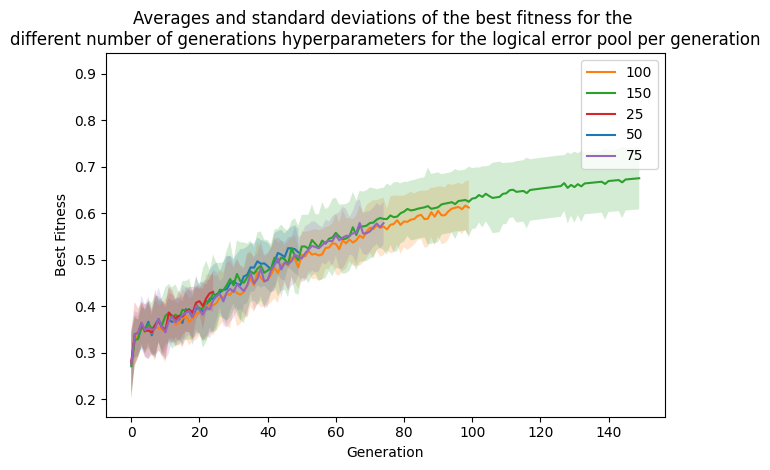 Averages and standard deviations of the best fitness for the
different number of generations hyperparameters for the logical error pool per generation
0.9
0.8
0.7
0.6
0.5
0.4
0.3
0.2
Best Fitness
100
150
25
50
75
0 20 40 60 80 100 120 140
Generation